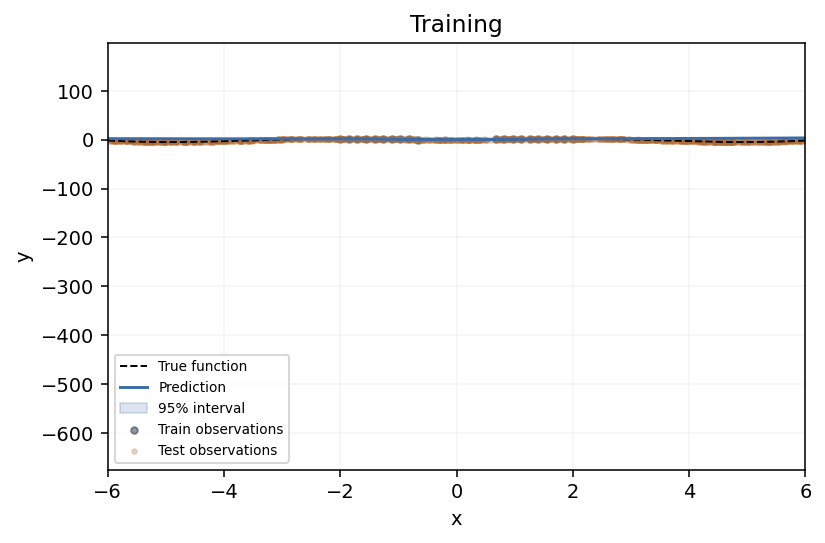 Training
100
0
−100
−200
−300
−400
−500
−600
y
True function
Prediction
95% interval
Train observations
Test observations
−6
−4
−2
0
2
4
6
x